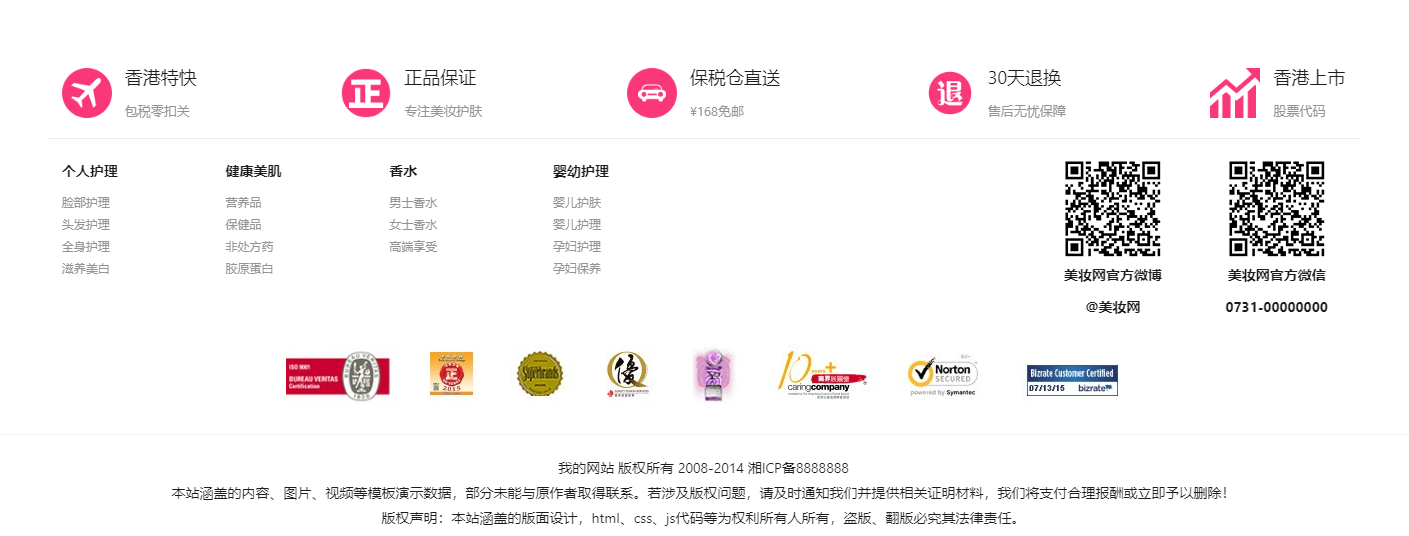 香港特快
包税零扣关
正
正品保证
专注美妆护肤
保税仓直送
¥168免邮
退
30天退换
售后无忧保障
香港上市
股票代码
个人护理
脸部护理
头发护理
全身护理
滋养美白
健康美肌
营养品
保健品
非处方药
胶原蛋白
香水
男士香水
女士香水
高端享受
婴幼护理
婴儿护肤
婴儿护理
孕妇护理
孕妇保养
美妆网官方微博
@美妆网
美妆网官方微信
0731-00000000
ISO 9001
BUREAU VERITAS
Certification
正
2015
Superbrands
優
10 years+
商界展關懷
caringcompany
Norton
SECURED
powered by Symantec
Bizrate Customer Certified
07/13/15 bizrate
我的网站 版权所有 2008-2014 湘ICP备8888888
本站涵盖的内容、图片、视频等模板演示数据，部分未能与原作者取得联系。若涉及版权问题，请及时通知我们并提供相关证明材料，我们将支付合理报酬或立即予以删除！
版权声明：本站涵盖的版面设计，html、css、js代码等为权利所有人所有，盗版、翻版必究其法律责任。